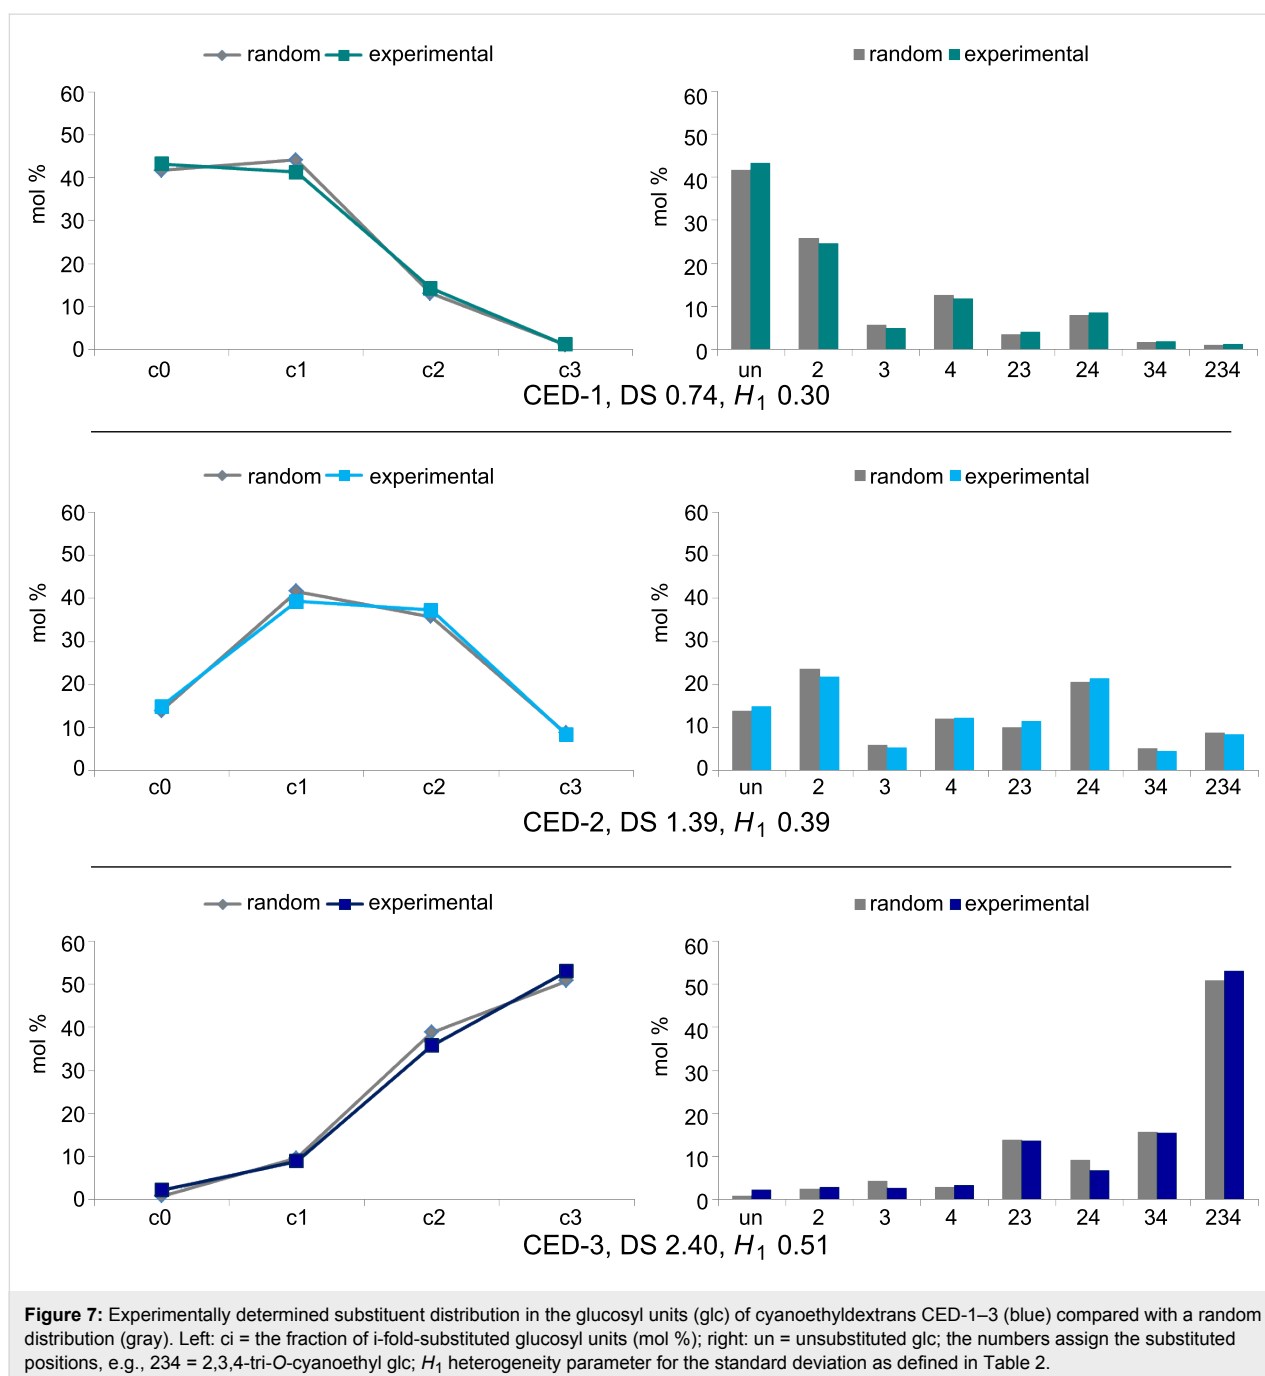 random experimental
random experimental
60
50
40
30
20
10
0
mol %
c0 c1 c2 c3
60
50
40
30
20
10
0
mol %
un 2 3 4 23 24 34 234
CED-1, DS 0.74, H1 0.30
random experimental
random experimental
60
50
40
30
20
10
0
mol %
c0 c1 c2 c3
60
50
40
30
20
10
0
mol %
un 2 3 4 23 24 34 234
CED-2, DS 1.39, H1 0.39
random experimental
random experimental
60
50
40
30
20
10
0
mol %
c0 c1 c2 c3
60
50
40
30
20
10
0
mol %
un 2 3 4 23 24 34 234
CED-3, DS 2.40, H1 0.51
Figure 7: Experimentally determined substituent distribution in the glucosyl units (glc) of cyanoethyldextrans CED-1–3 (blue) compared with a random
distribution (gray). Left: ci = the fraction of i-fold-substituted glucosyl units (mol %); right: un = unsubstituted glc; the numbers assign the substituted
positions, e.g., 234 = 2,3,4-tri-O-cyanoethyl glc; H1 heterogeneity parameter for the standard deviation as defined in Table 2.